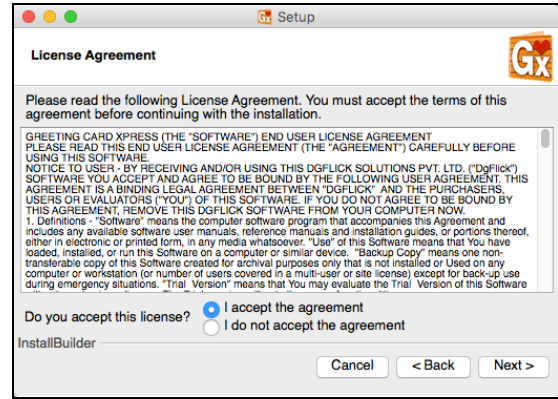 Setup
License Agreement
Gx
Please read the following License Agreement. You must accept the terms of this
agreement before continuing with the installation.
GREETING CARD XPRESS (THE "SOFTWARE") END USER LICENSE AGREEMENT
PLEASE READ THIS END USER LICENSE AGREEMENT (THE "AGREEMENT") CAREFULLY BEFORE
USING THIS SOFTWARE.
NOTICE TO USER - BY RECEIVING AND/OR USING THIS DGFLICK SOLUTIONS PVT. LTD. ("DgFlick")
SOFTWARE YOU ACCEPT AND AGREE TO BE BOUND BY THE FOLLOWING USER AGREEMENT. THIS
AGREEMENT IS A BINDING LEGAL AGREEMENT BETWEEN "DGFLICK" AND THE PURCHASERS,
USERS OR EVALUATORS ("YOU") OF THIS SOFTWARE. IF YOU DO NOT AGREE TO BE BOUND BY
THIS AGREEMENT, REMOVE THIS DGFLICK SOFTWARE FROM YOUR COMPUTER NOW.
1. Definitions - "Software" means the computer software program that accompanies this Agreement and
includes any available software user manuals, reference manuals and installation guides, or portions thereof,
either in electronic or printed form, in any media whatsoever. "Use" of this Software means that You have
loaded, installed, or run this Software on a computer or similar device. "Backup Copy" means one non-
transferable copy of this Software created for archival purposes only that is not installed or Used on any
computer or workstation (or number of users covered in a multi-user or site license) except for back-up use
during emergency situations. "Trial Version" means that You may evaluate the Trial Version of this Software
Do you accept this license?
I accept the agreement
I do not accept the agreement
InstallBuilder
Cancel
< Back
Next >